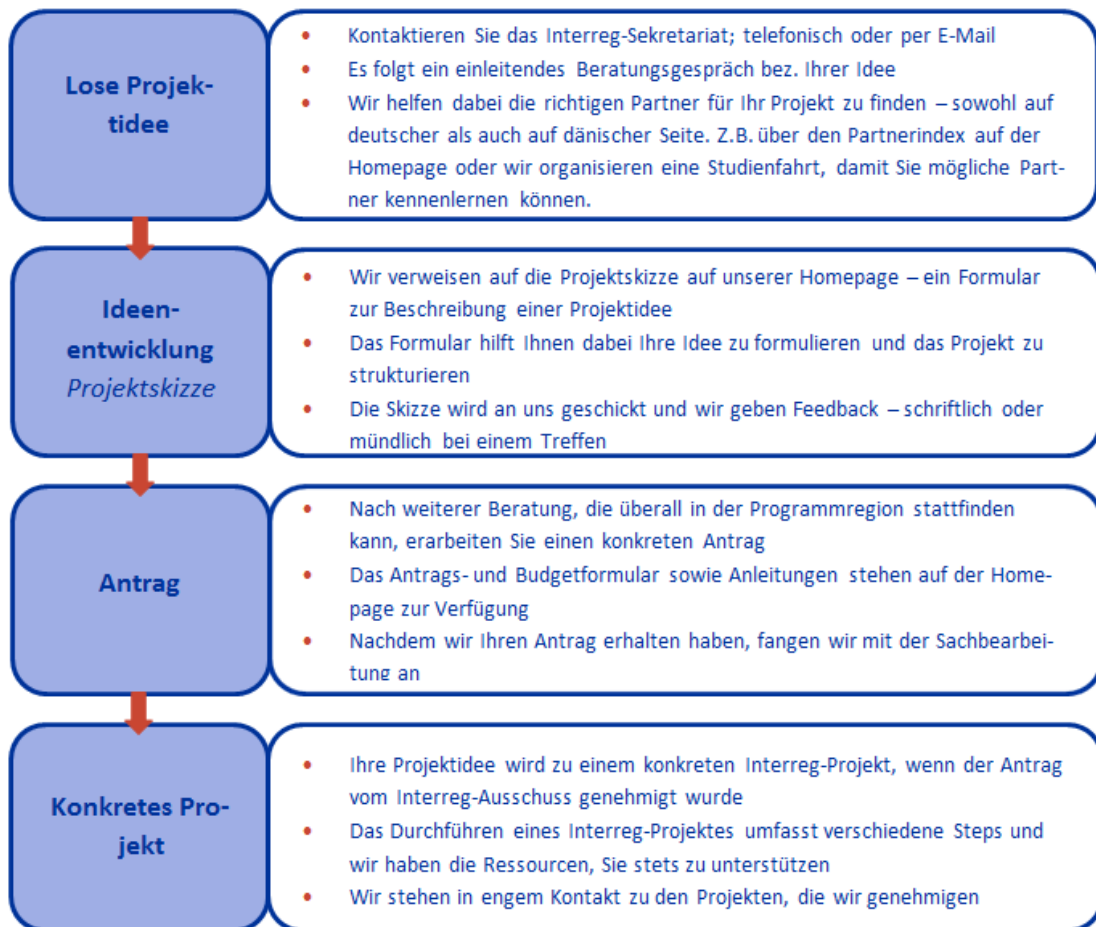 Lose Projek-
tidee
• Kontaktieren Sie das Interreg-Sekretariat; telefonisch oder per E-Mail
• Es folgt ein einleitendes Beratungsgespräch bez. Ihrer Idee
• Wir helfen dabei die richtigen Partner für Ihr Projekt zu finden – sowohl auf
deutscher als auch auf dänischer Seite. Z.B. über den Partnerindex auf der
Homepage oder wir organisieren eine Studienfahrt, damit Sie mögliche Part-
ner kennenlernen können.
Ideen-
entwicklung
Projektskizze
• Wir verweisen auf die Projektskizze auf unserer Homepage – ein Formular
zur Beschreibung einer Projektidee
• Das Formular hilft Ihnen dabei Ihre Idee zu formulieren und das Projekt zu
strukturieren
• Die Skizze wird an uns geschickt und wir geben Feedback – schriftlich oder
mündlich bei einem Treffen
Antrag
• Nach weiterer Beratung, die überall in der Programmregion stattfinden
kann, erarbeiten Sie einen konkreten Antrag
• Das Antrags- und Budgetformular sowie Anleitungen stehen auf der Home-
page zur Verfügung
• Nachdem wir Ihren Antrag erhalten haben, fangen wir mit der Sachbearbei-
tung an
Konkretes Pro-
jekt
• Ihre Projektidee wird zu einem konkreten Interreg-Projekt, wenn der Antrag
vom Interreg-Ausschuss genehmigt wurde
• Das Durchführen eines Interreg-Projektes umfasst verschiedene Steps und
wir haben die Ressourcen, Sie stets zu unterstützen
• Wir stehen in engem Kontakt zu den Projekten, die wir genehmigen